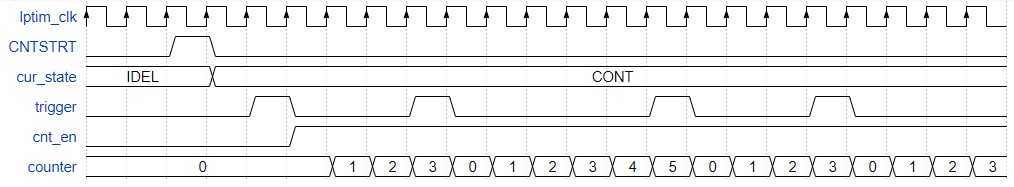 lptim_clk
CNTSTRT
cur_state IDEL CONT
trigger
cnt_en
counter 0 1 2 3 0 1 2 3 4 5 0 1 2 3 0 1 2 3